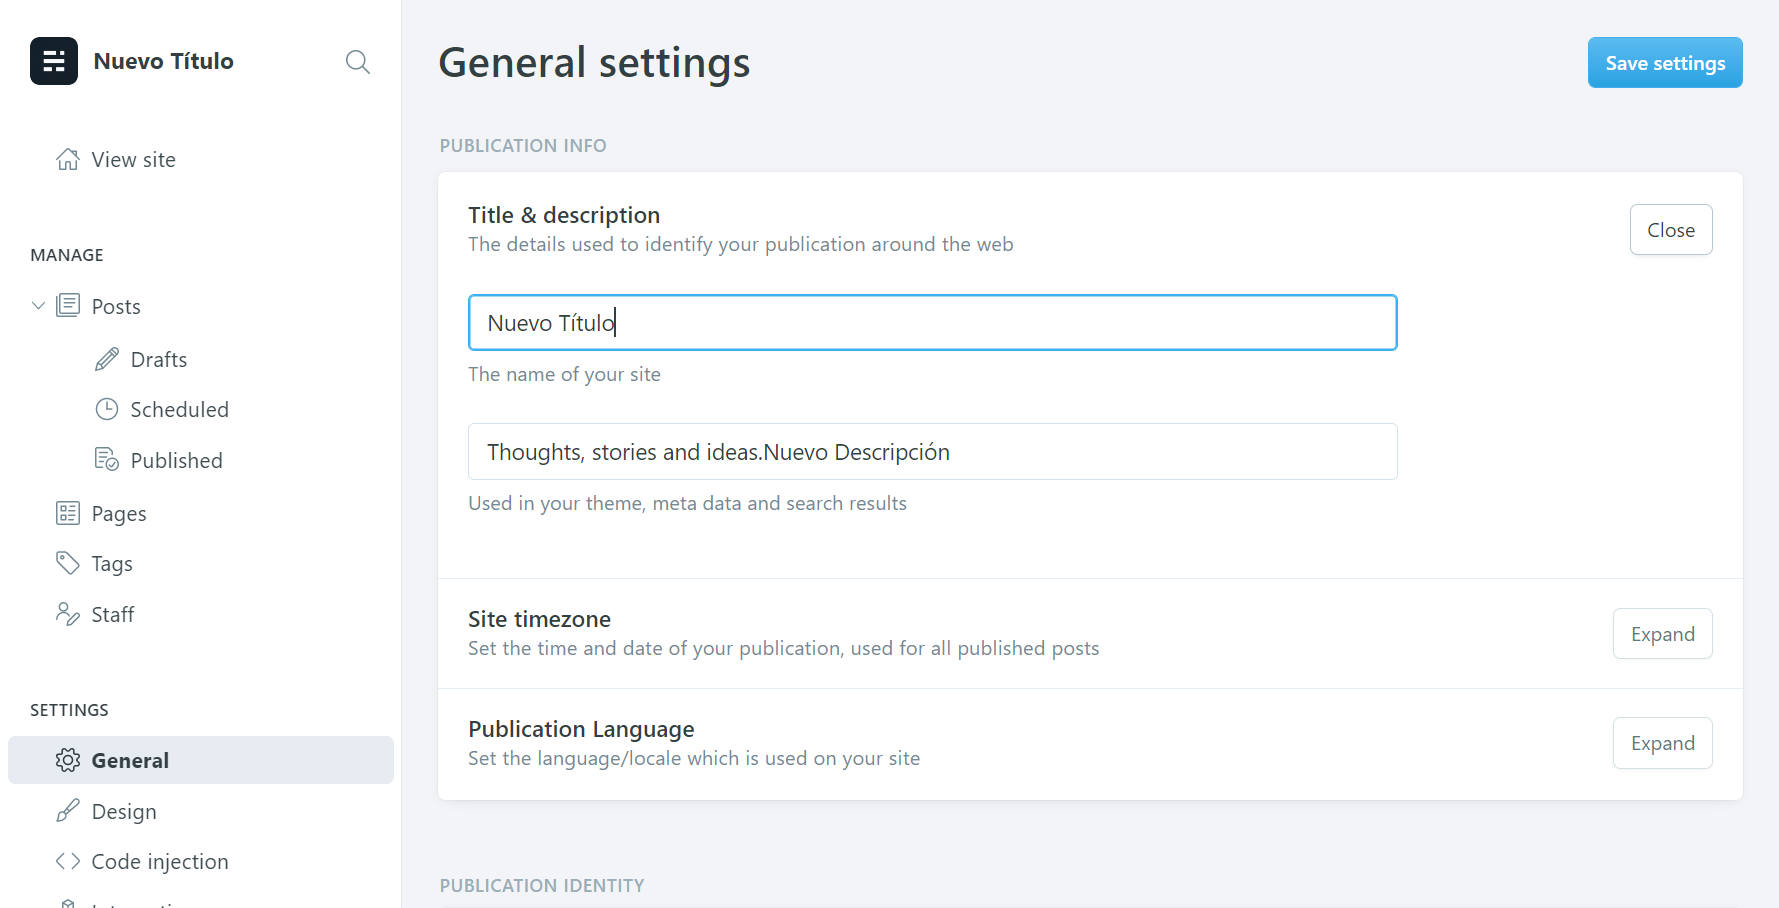 Nuevo Título
View site
MANAGE
Posts
Drafts
Scheduled
Published
Pages
Tags
Staff
SETTINGS
General
Design
Code injection
General settings
Save settings
PUBLICATION INFO
Title & description
The details used to identify your publication around the web
Close
Nuevo Título
The name of your site
Thoughts, stories and ideas.Nuevo Descripción
Used in your theme, meta data and search results
Site timezone
Set the time and date of your publication, used for all published posts
Expand
Publication Language
Set the language/locale which is used on your site
Expand
PUBLICATION IDENTITY